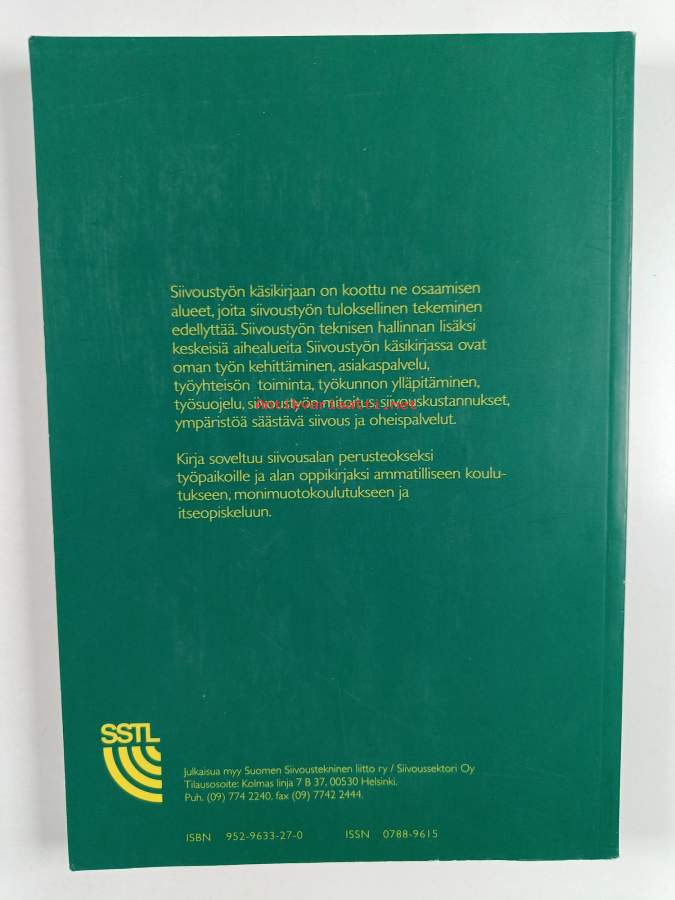 Siivoustyön käsikirjaan on koottu ne osaamisen
alueet, joita siivoustyön tuloksellinen tekeminen
edellyttää. Siivoustyön teknisen hallinnan lisäksi
keskeisiä aihealueita Siivoustyön käsikirjassa ovat
oman työn kehittäminen, asiakaspalvelu,
työyhteisön toiminta, työkunnon ylläpitäminen,
työsuojelu, siivoustyön mitoitus, siivouskustannukset,
ympäristöä säästävä siivous ja oheispalvelut.
Kirja soveltuu siivousalan perusteokseksi
työpaikoille ja alan oppikirjaksi ammatilliseen koulu-
tukseen, monimuotokoulutukseen ja
itseopiskeluun.
SSTL
Julkaisua myy Suomen Siivoustekninen liitto ry / Siivoussektori Oy
Tilausosoite: Kolmas linja 7 B 37, 00530 Helsinki.
Puh. (09) 774 2240, fax (09) 7742 2444.
ISBN 952-9633-27-0 ISSN 0788-9615